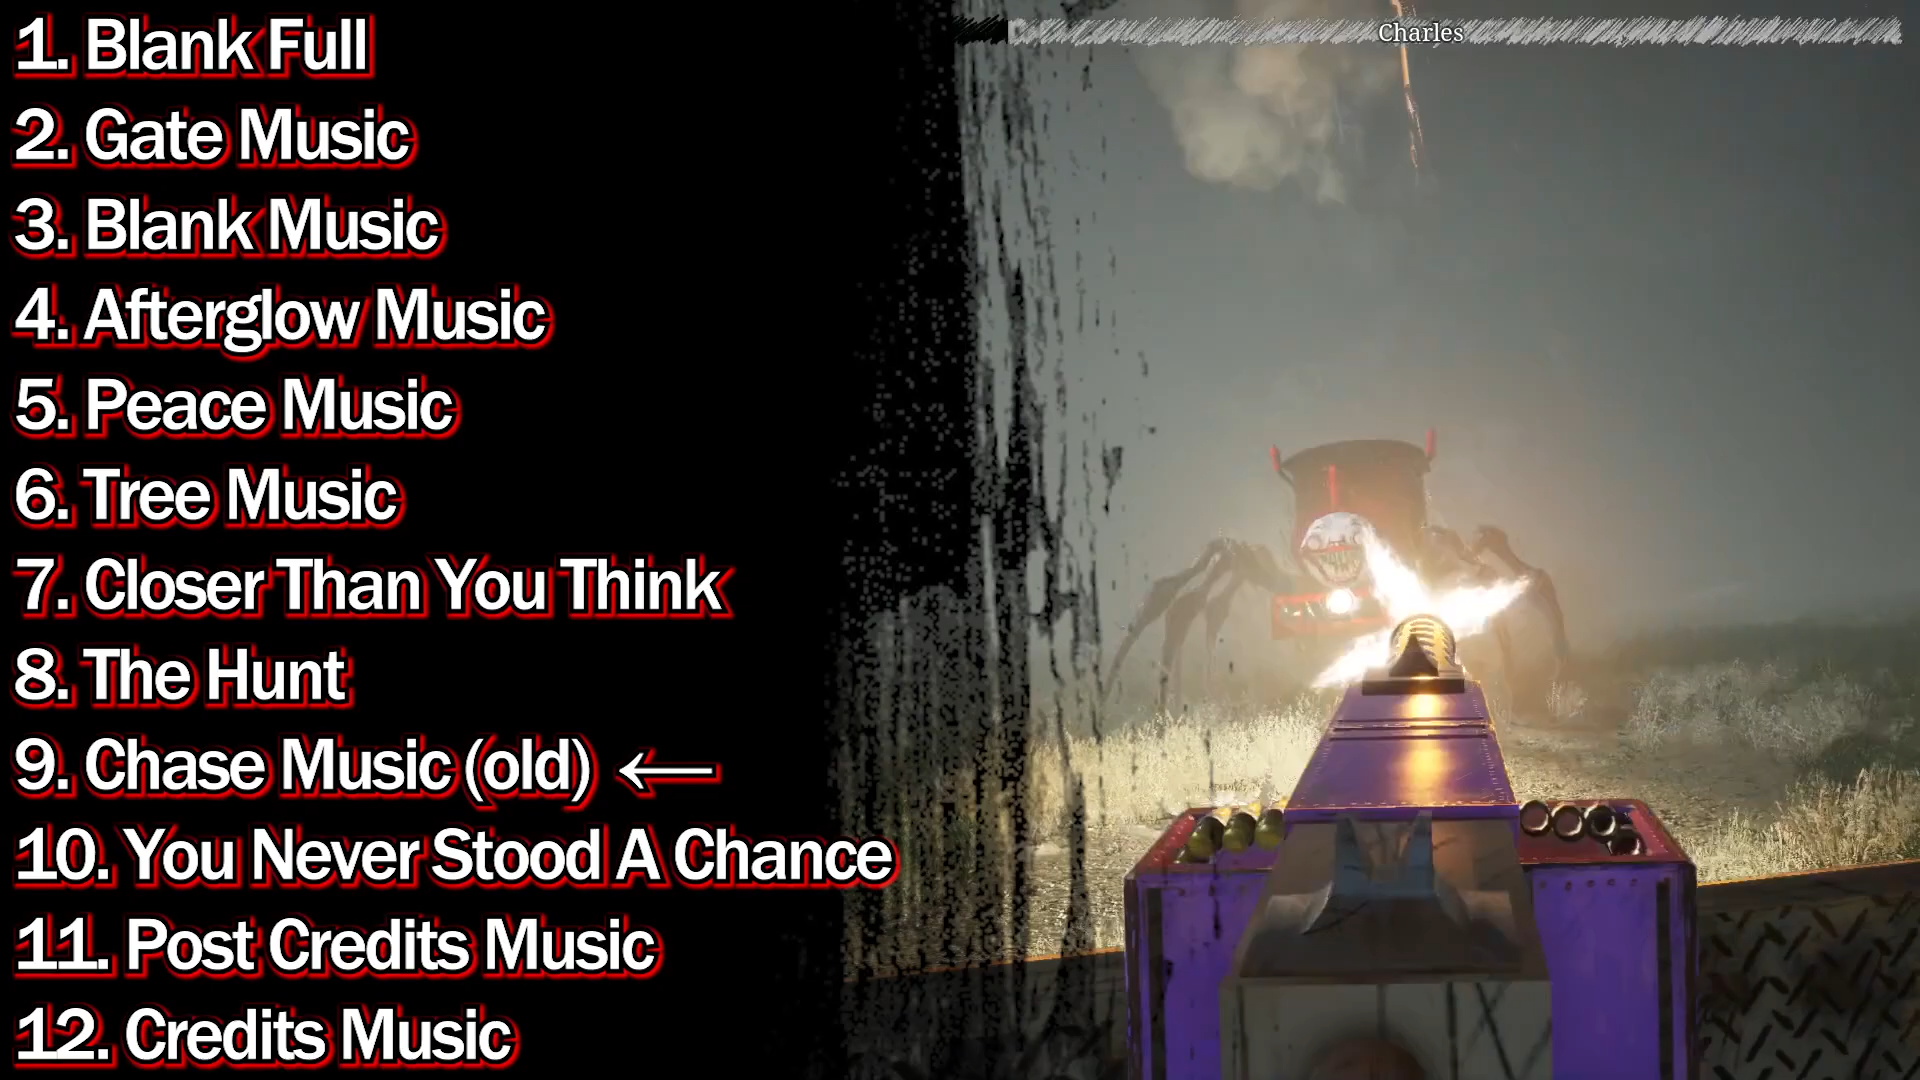 1. Blank Full
2. Gate Music
3. Blank Music
4. Afterglow Music
5. Peace Music
6. Tree Music
7. Closer Than You Think
8. The Hunt
9. Chase Music (old) ←
10. You Never Stood A Chance
11. Post Credits Music
12. Credits Music
Charles